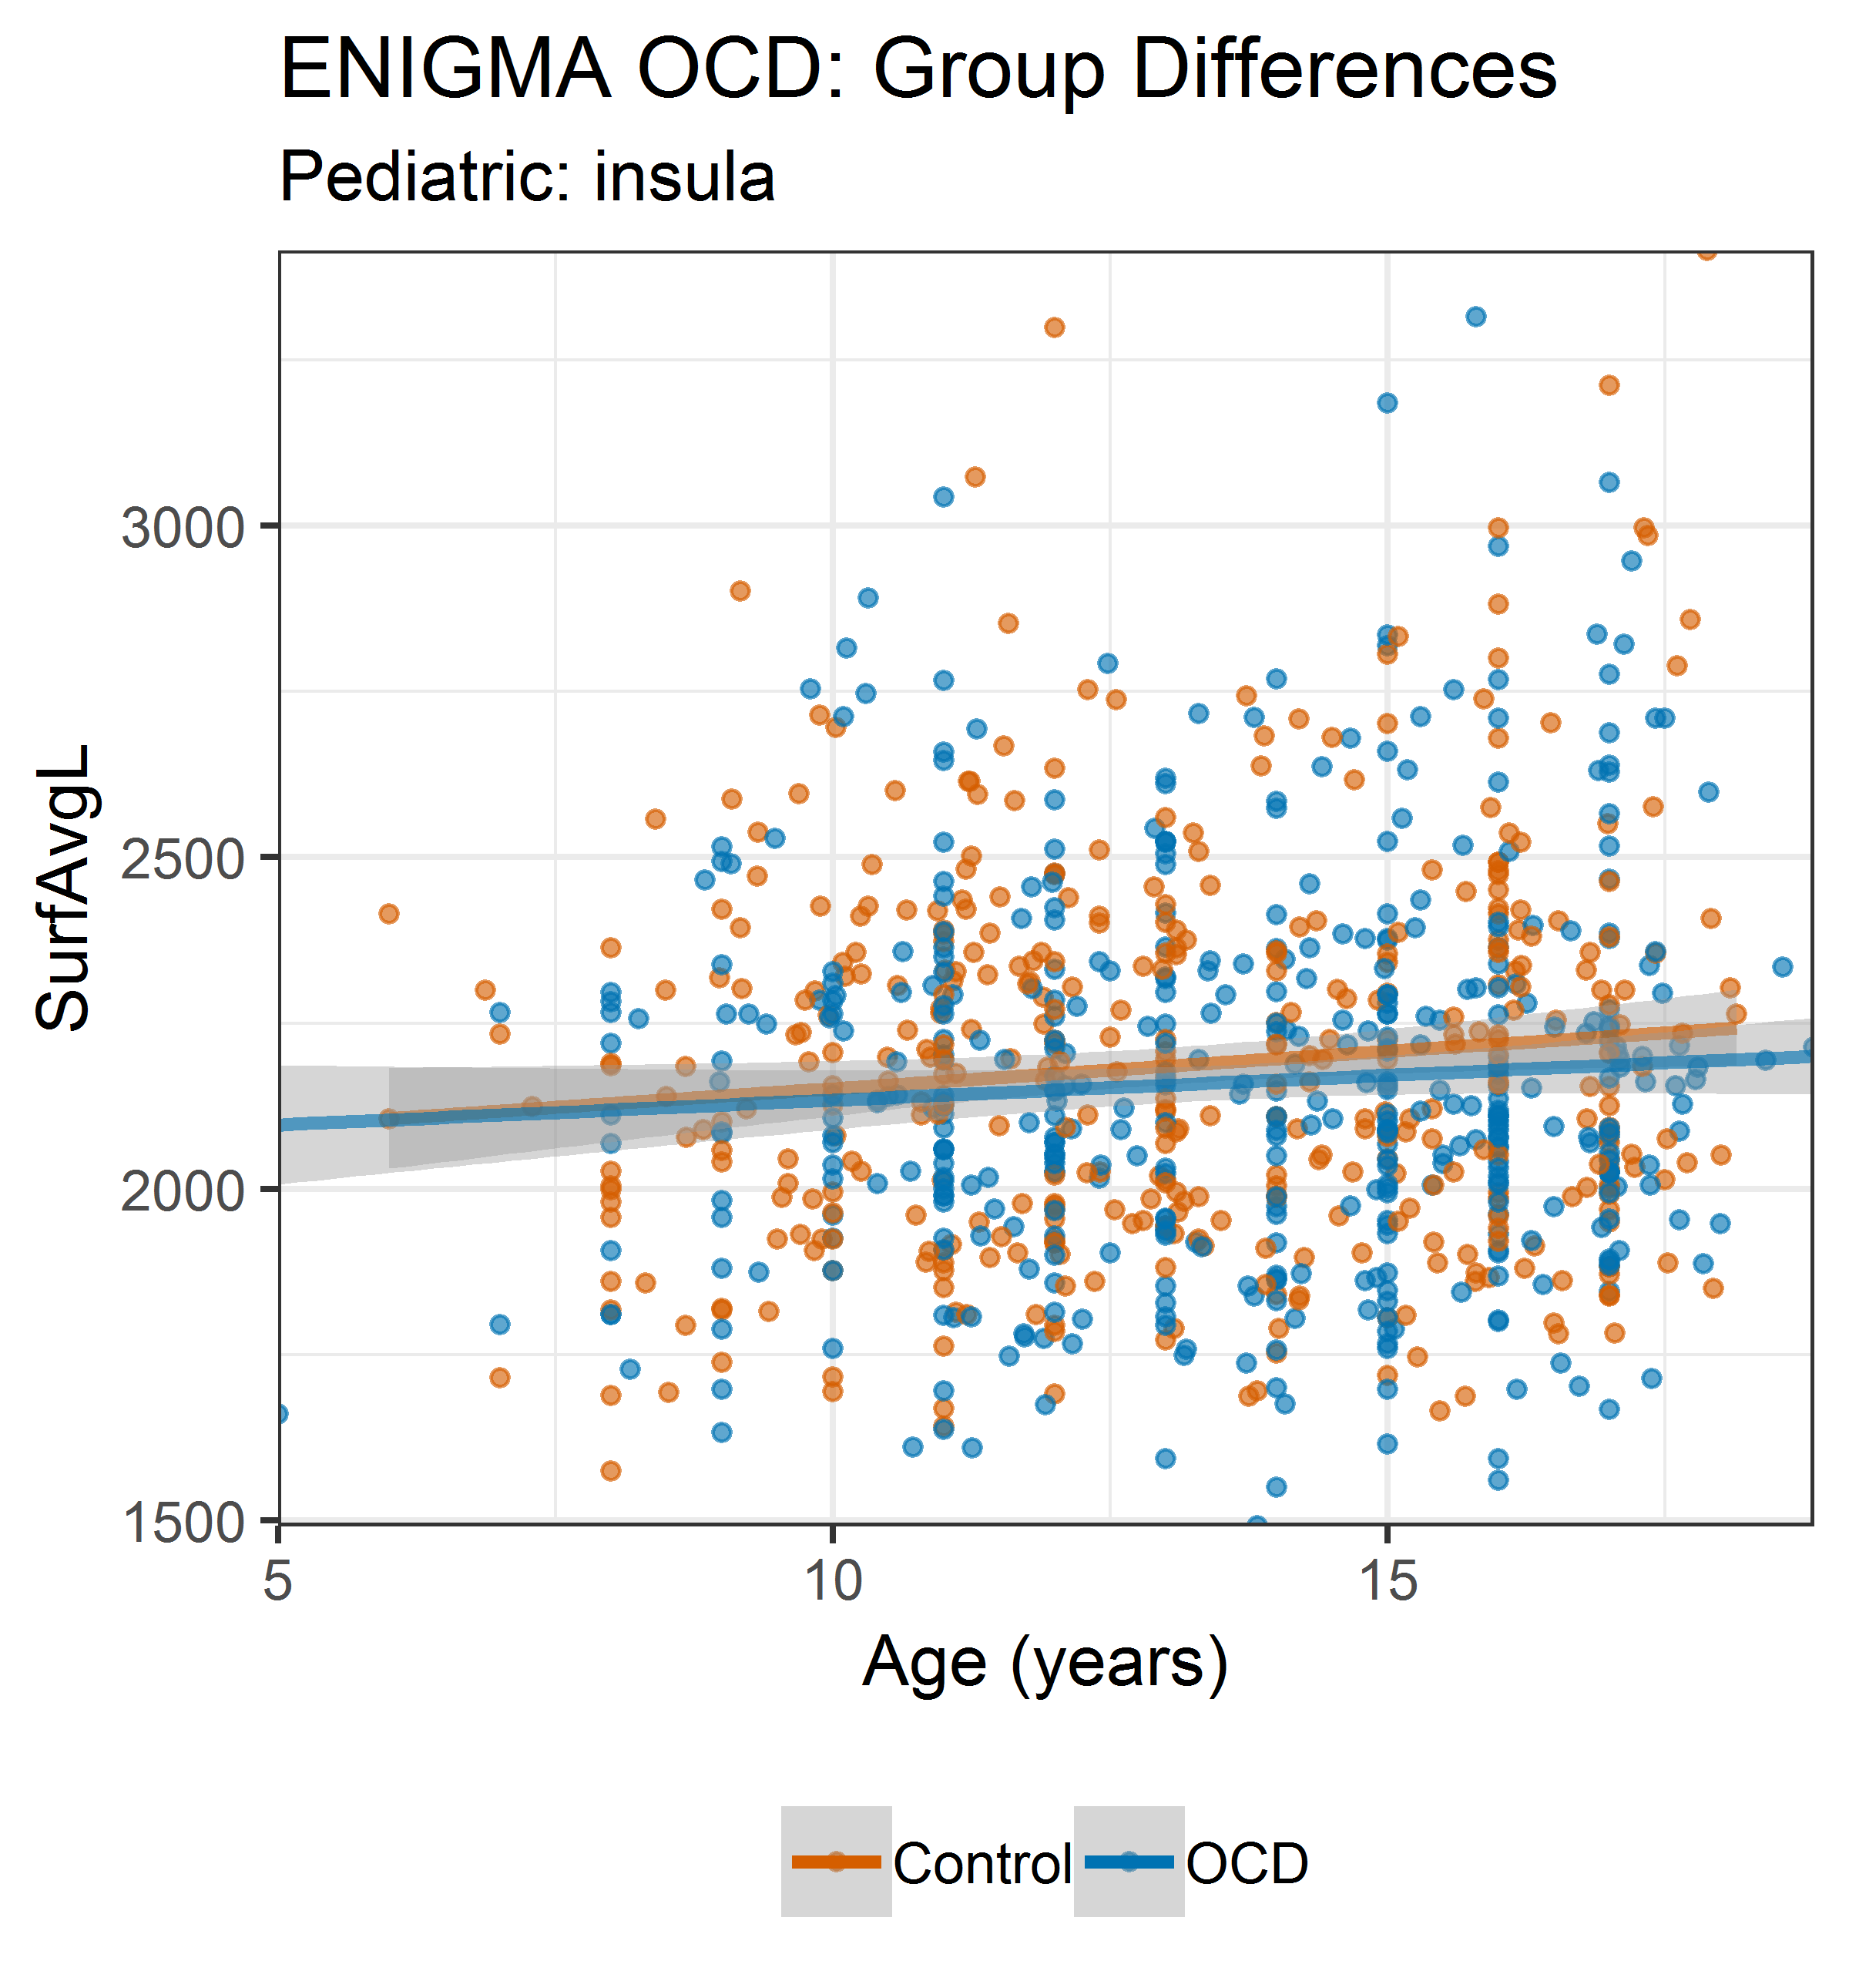 ENIGMA OCD: Group Differences
Pediatric: insula
SurfAvgL
3000
2500
2000
1500
5 10 15
Age (years)
Control OCD